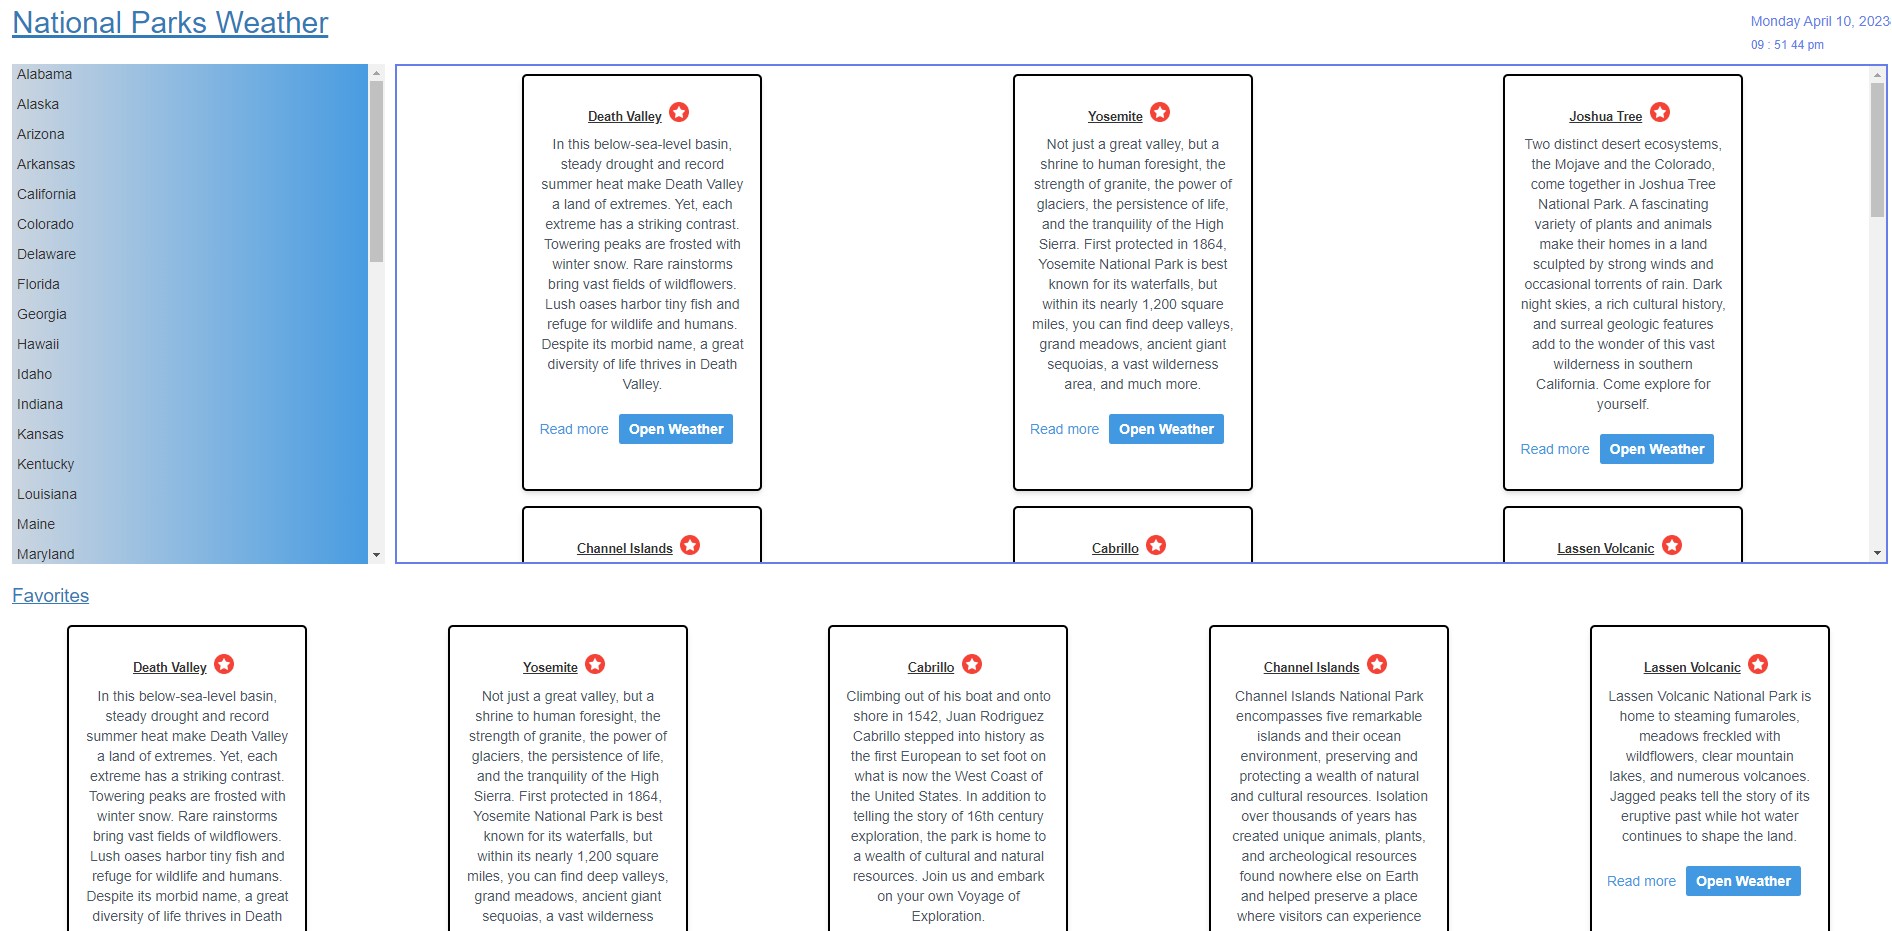 National Parks Weather
Monday April 10, 2023
09 : 51 44 pm
Alabama
Alaska
Arizona
Arkansas
California
Colorado
Delaware
Florida
Georgia
Hawaii
Idaho
Indiana
Kansas
Kentucky
Louisiana
Maine
Maryland
Death Valley
In this below-sea-level basin,
steady drought and record
summer heat make Death Valley
a land of extremes. Yet, each
extreme has a striking contrast.
Towering peaks are frosted with
winter snow. Rare rainstorms
bring vast fields of wildflowers.
Lush oases harbor tiny fish and
refuge for wildlife and humans.
Despite its morbid name, a great
diversity of life thrives in Death
Valley.
Read more Open Weather
Yosemite
Not just a great valley, but a
shrine to human foresight, the
strength of granite, the power of
glaciers, the persistence of life,
and the tranquility of the High
Sierra. First protected in 1864,
Yosemite National Park is best
known for its waterfalls, but
within its nearly 1,200 square
miles, you can find deep valleys,
grand meadows, ancient giant
sequoias, a vast wilderness
area, and much more.
Read more Open Weather
Joshua Tree
Two distinct desert ecosystems,
the Mojave and the Colorado,
come together in Joshua Tree
National Park. A fascinating
variety of plants and animals
make their homes in a land
sculpted by strong winds and
occasional torrents of rain. Dark
night skies, a rich cultural history,
and surreal geologic features
add to the wonder of this vast
wilderness in southern
California. Come explore for
yourself.
Read more Open Weather
Channel Islands
Cabrillo
Lassen Volcanic
Favorites
Death Valley
In this below-sea-level basin,
steady drought and record
summer heat make Death Valley
a land of extremes. Yet, each
extreme has a striking contrast.
Towering peaks are frosted with
winter snow. Rare rainstorms
bring vast fields of wildflowers.
Lush oases harbor tiny fish and
refuge for wildlife and humans.
Despite its morbid name, a great
diversity of life thrives in Death
Yosemite
Not just a great valley, but a
shrine to human foresight, the
strength of granite, the power of
glaciers, the persistence of life,
and the tranquility of the High
Sierra. First protected in 1864,
Yosemite National Park is best
known for its waterfalls, but
within its nearly 1,200 square
miles, you can find deep valleys,
grand meadows, ancient giant
sequoias, a vast wilderness
Cabrillo
Climbing out of his boat and onto
shore in 1542, Juan Rodriguez
Cabrillo stepped into history as
the first European to set foot on
what is now the West Coast of
the United States. In addition to
telling the story of 16th century
exploration, the park is home to
a wealth of cultural and natural
resources. Join us and embark
on your own Voyage of
Exploration.
Channel Islands
Channel Islands National Park
encompasses five remarkable
islands and their ocean
environment, preserving and
protecting a wealth of natural
and cultural resources. Isolation
over thousands of years has
created unique animals, plants,
and archeological resources
found nowhere else on Earth
and helped preserve a place
where visitors can experience
Lassen Volcanic
Lassen Volcanic National Park is
home to steaming fumaroles,
meadows freckled with
wildflowers, clear mountain
lakes, and numerous volcanoes.
Jagged peaks tell the story of its
eruptive past while hot water
continues to shape the land.
Read more Open Weather